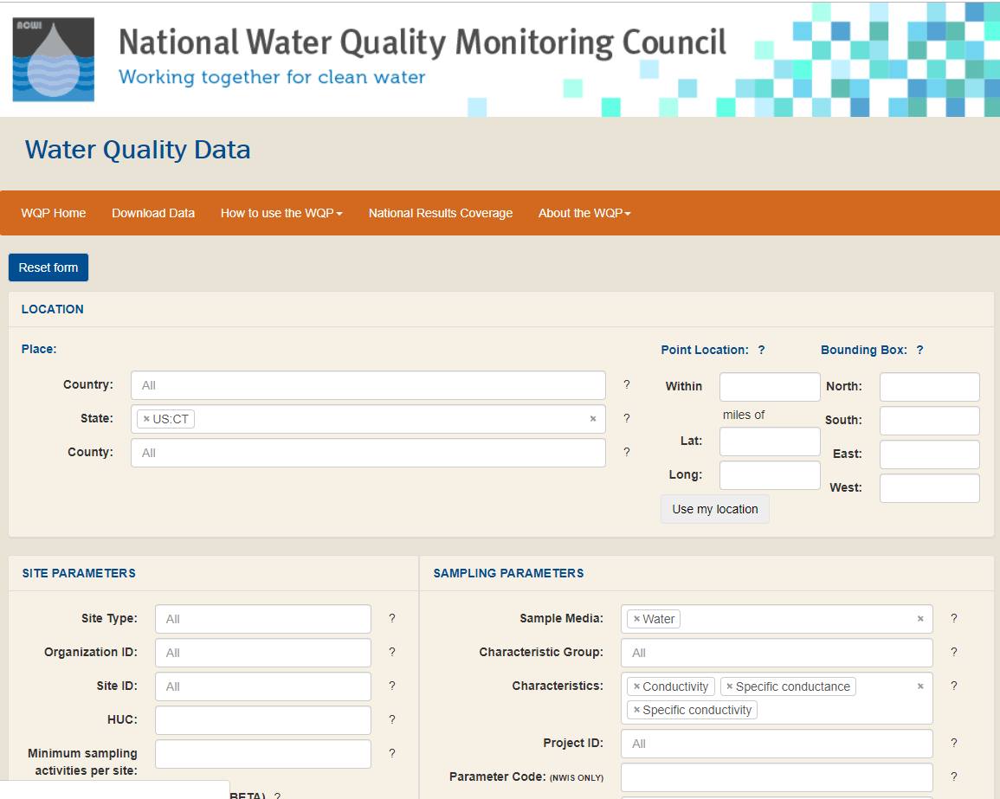 ACWI
National Water Quality Monitoring Council
Working together for clean water
Water Quality Data
WQP Home Download Data How to use the WQP National Results Coverage About the WQP
Reset form
LOCATION
Place:
Country: All ?
State: × US:CT × ?
County: All ?
Point Location: ?
Within
miles of
Lat:
Long:
Use my location
Bounding Box: ?
North:
South:
East:
West:
SITE PARAMETERS
Site Type: All ?
Organization ID: All ?
Site ID: All ?
HUC: ?
Minimum sampling ?
activities per site:
BETA) ?
SAMPLING PARAMETERS
Sample Media: × Water × ?
Characteristic Group: All ?
Characteristics: × Conductivity × Specific conductance × ?
× Specific conductivity
Project ID: All ?
Parameter Code: (NWIS ONLY) ?